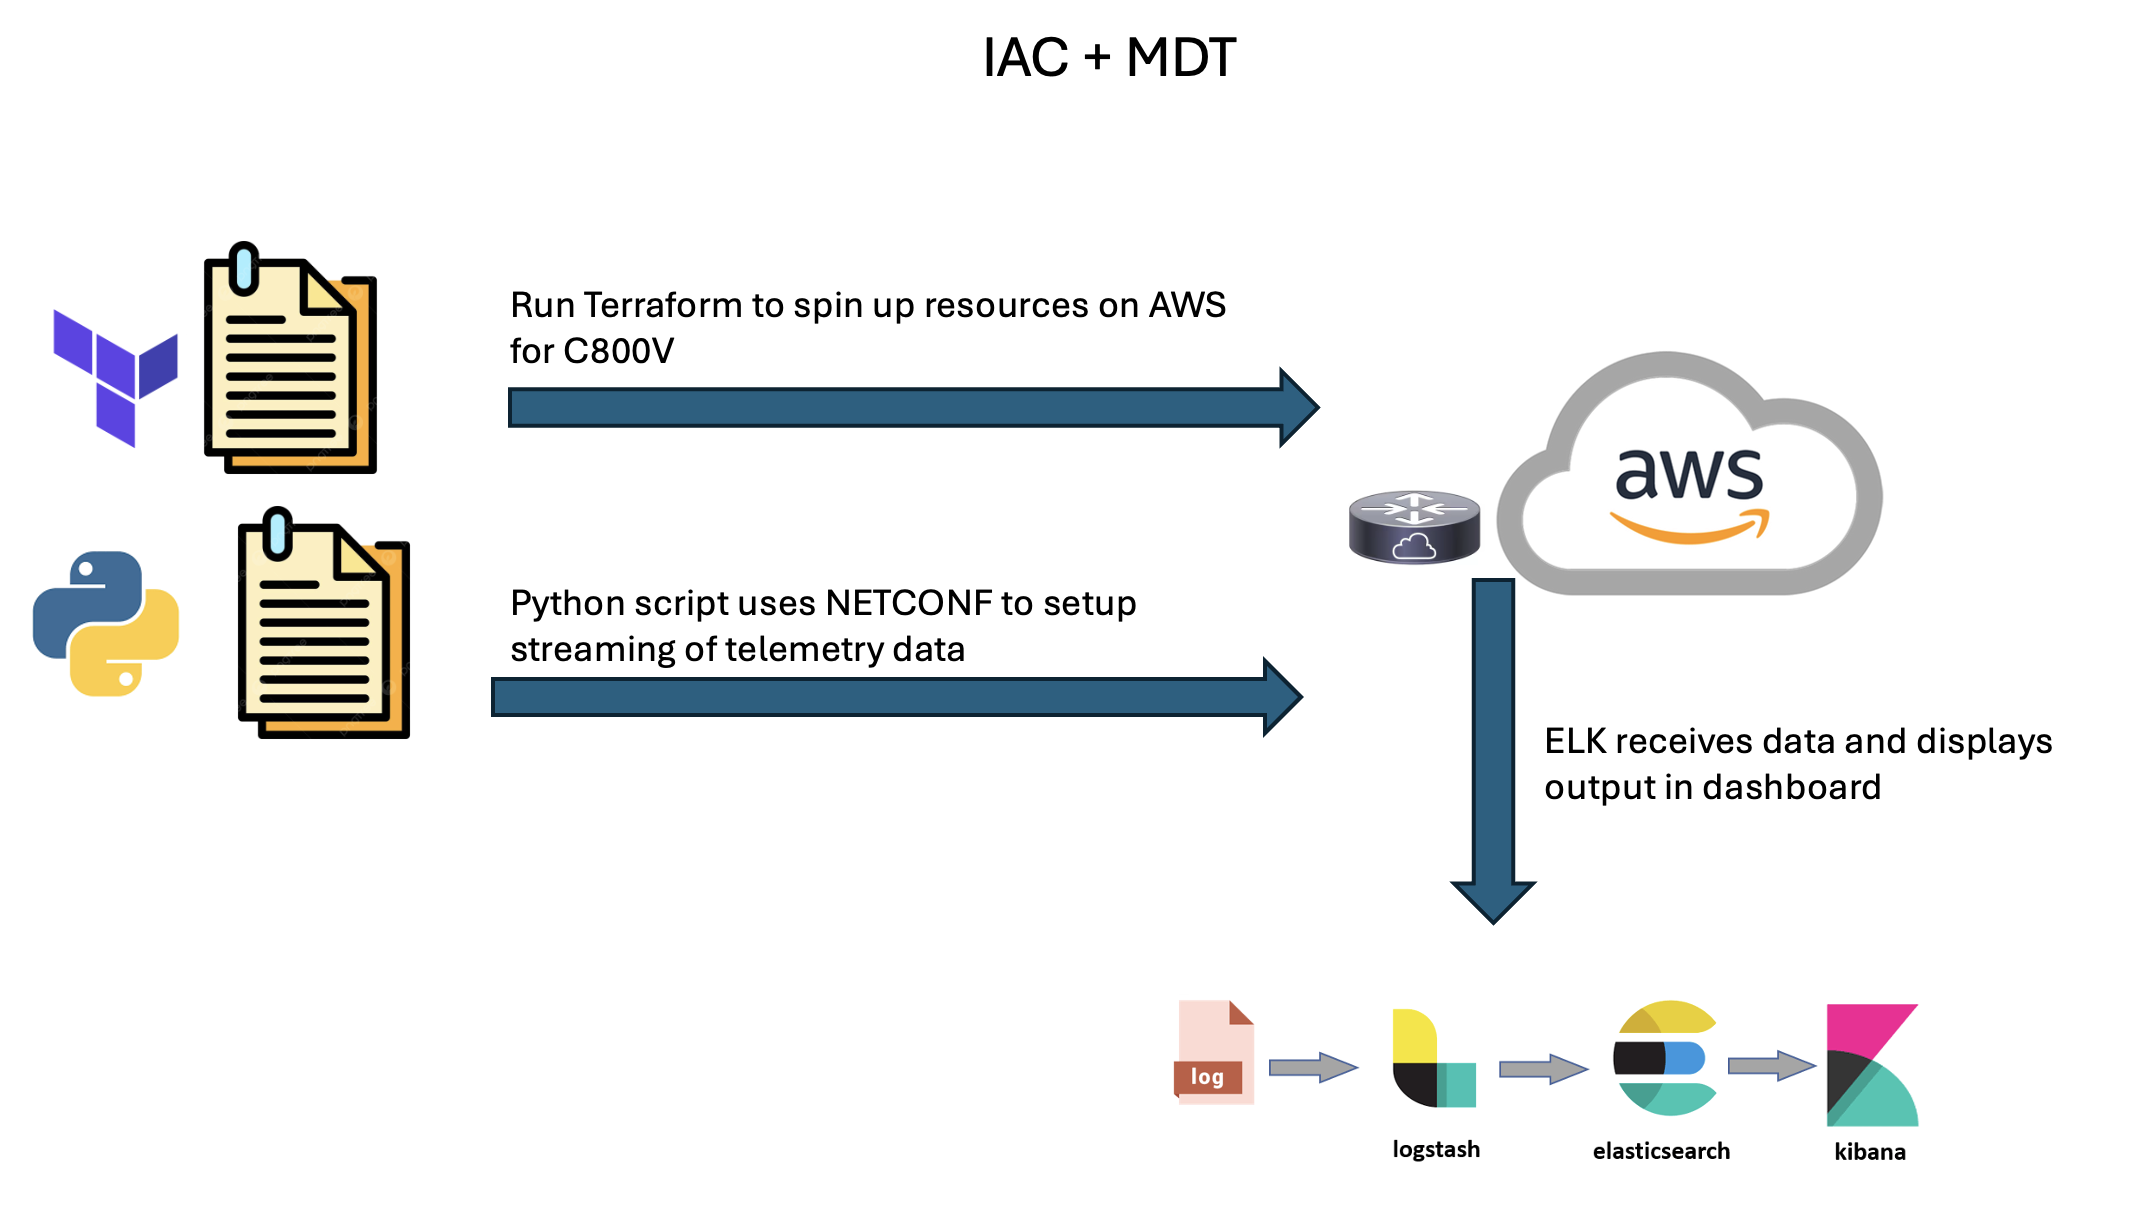 IAC + MDT
Run Terraform to spin up resources on AWS
for C800V
aws
Python script uses NETCONF to setup
streaming of telemetry data
ELK receives data and displays
output in dashboard
log
logstash
elasticsearch
kibana